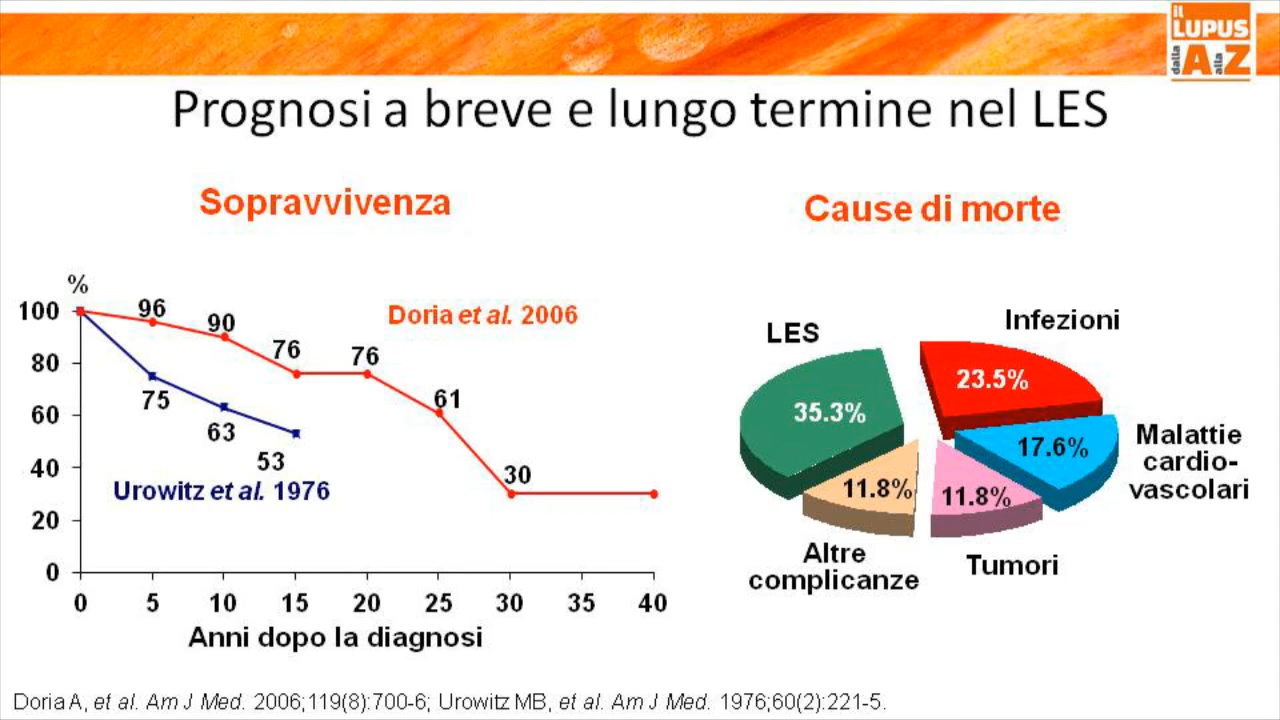 il
LUPUS
dalla A alla Z
Prognosi a breve e lungo termine nel LES
Sopravvivenza
%
100
80
60
40
20
0
96
90
76
76
61
30
75
63
53
Doria et al. 2006
Urowitz et al. 1976
0 5 10 15 20 25 30 35 40
Anni dopo la diagnosi
Cause di morte
LES
35.3%
Infezioni
23.5%
Malattie
cardio-
vascolari
17.6%
Tumori
11.8%
Altre
complicanze
11.8%
Doria A, et al. Am J Med. 2006;119(8):700-6; Urowitz MB, et al. Am J Med. 1976;60(2):221-5.